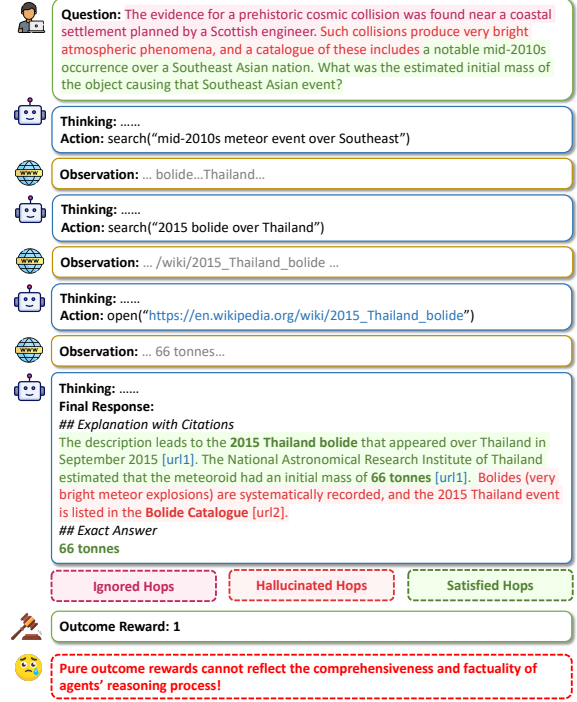 Question: The evidence for a prehistoric cosmic collision was found near a coastal
settlement planned by a Scottish engineer. Such collisions produce very bright
atmospheric phenomena, and a catalogue of these includes a notable mid-2010s
occurrence over a Southeast Asian nation. What was the estimated initial mass of
the object causing that Southeast Asian event?
Thinking: ......
Action: search("mid-2010s meteor event over Southeast")
WWW
Observation: ... bolide...Thailand...
Thinking: ......
Action: search("2015 bolide over Thailand")
WWW
Observation: ... /wiki/2015_Thailand_bolide ...
Thinking: ......
Action: open("https://en.wikipedia.org/wiki/2015_Thailand_bolide")
WWW
Observation: ... 66 tonnes...
Thinking: ......
Final Response:
## Explanation with Citations
The description leads to the 2015 Thailand bolide that appeared over Thailand in
September 2015 [url1]. The National Astronomical Research Institute of Thailand
estimated that the meteoroid had an initial mass of 66 tonnes [url1]. Bolides (very
bright meteor explosions) are systematically recorded, and the 2015 Thailand event
is listed in the Bolide Catalogue [url2].
## Exact Answer
66 tonnes
Ignored Hops
Hallucinated Hops
Satisfied Hops
Outcome Reward: 1
Pure outcome rewards cannot reflect the comprehensiveness and factuality of
agents' reasoning process!